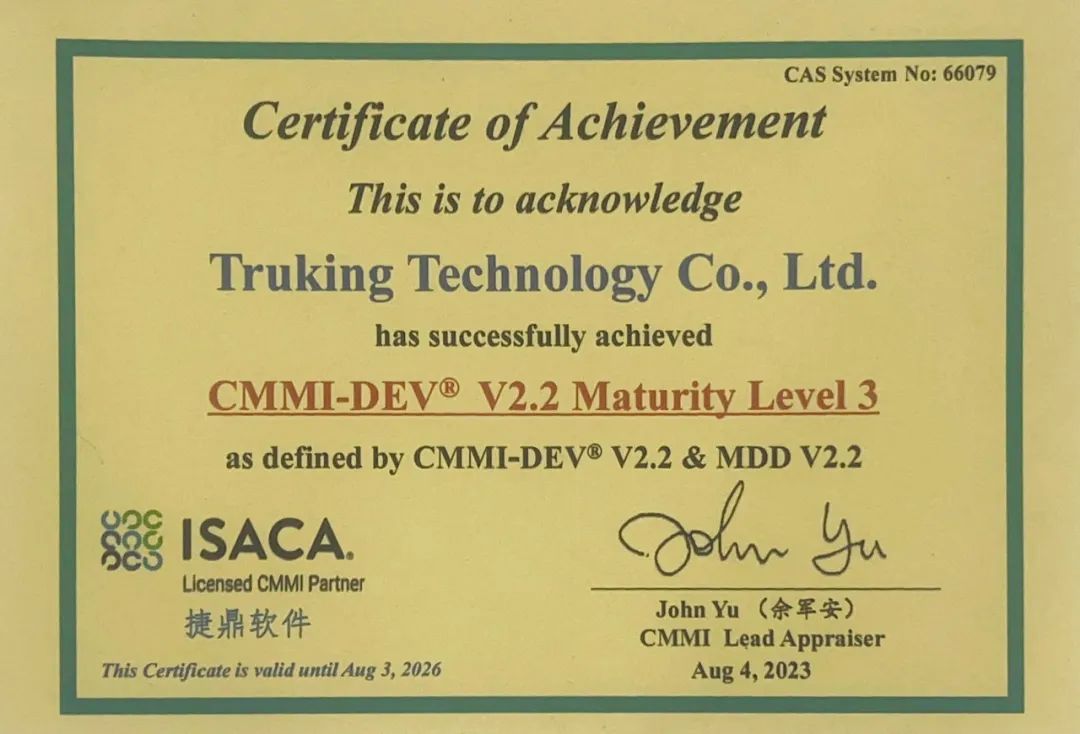 CAS System No: 66079
Certificate of Achievement
This is to acknowledge
Truking Technology Co., Ltd.
has successfully achieved
CMMI-DEV® V2.2 Maturity Level 3
as defined by CMMI-DEV® V2.2 & MDD V2.2
ISACA®
Licensed CMMI Partner
捷鼎软件
This Certificate is valid until Aug 3, 2026
John Yu
John Yu （余军安）
CMMI Lead Appraiser
Aug 4, 2023